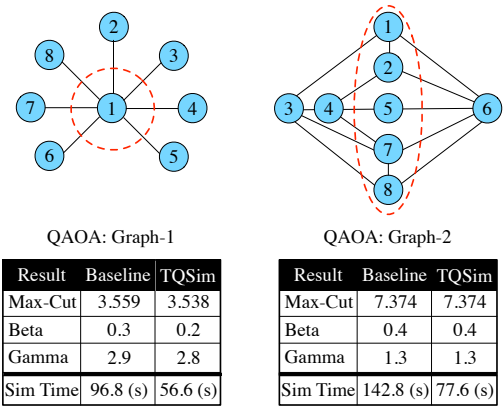 2
8
3
7
1
4
6
5
QAOA: Graph-1
Result Baseline TQSim
Max-Cut 3.559 3.538
Beta 0.3 0.2
Gamma 2.9 2.8
Sim Time 96.8 (s) 56.6 (s)
1
2
3 4 5 6
7
8
QAOA: Graph-2
Result Baseline TQSim
Max-Cut 7.374 7.374
Beta 0.4 0.4
Gamma 1.3 1.3
Sim Time 142.8 (s) 77.6 (s)